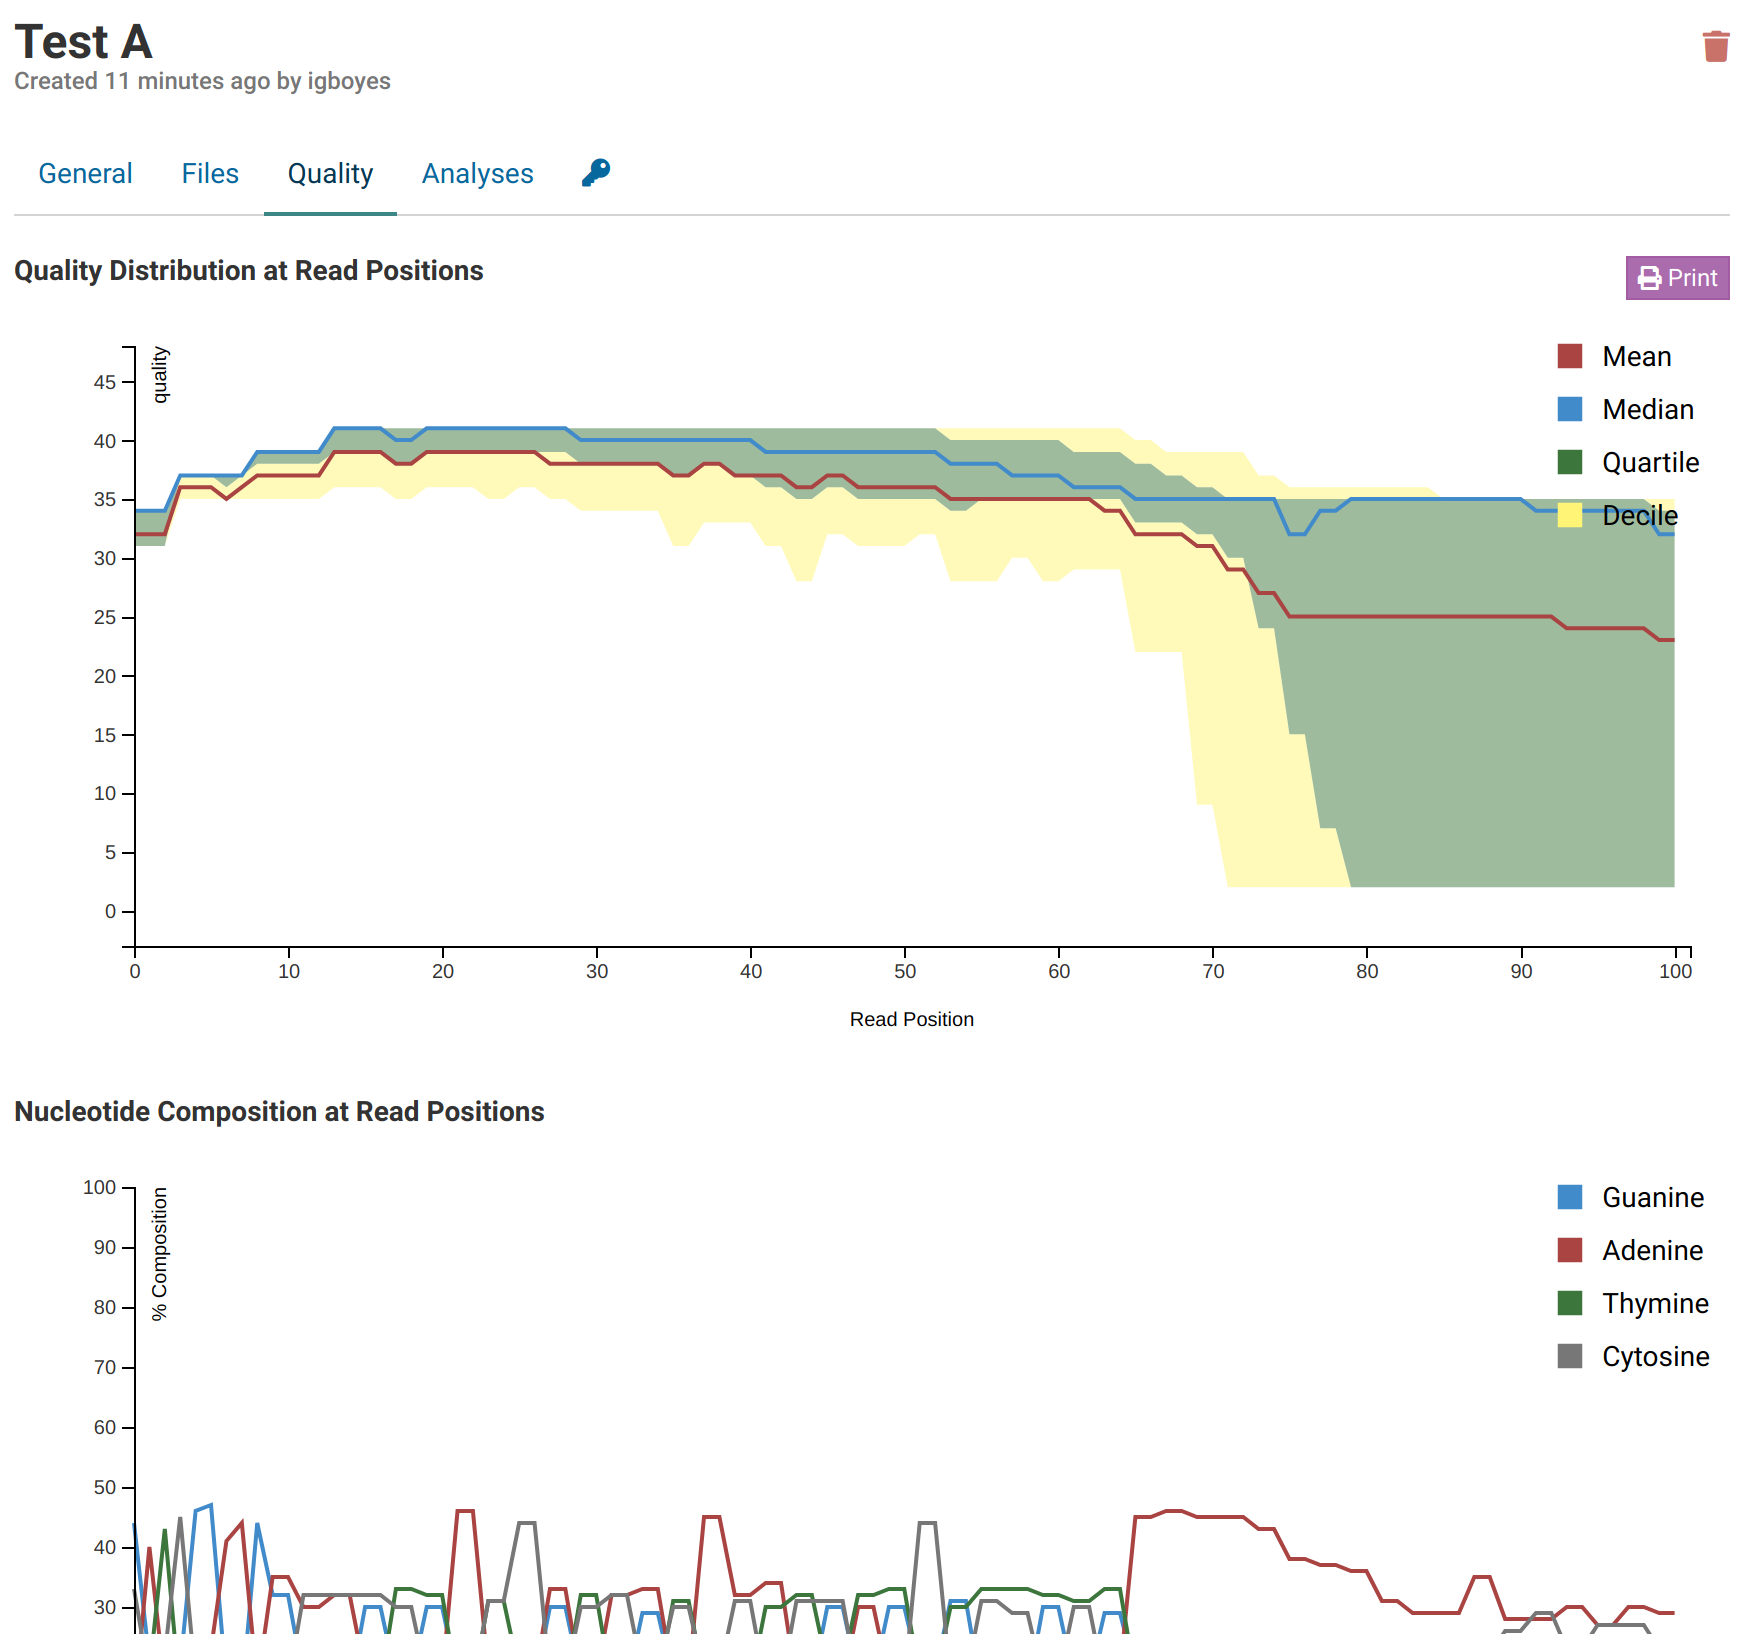 Test A
Created 11 minutes ago by igboyes
General Files Quality Analyses
Quality Distribution at Read Positions
Print
quality
45
40
35
30
25
20
15
10
5
0
Mean
Median
Quartile
Decile
0 10 20 30 40 50 60 70 80 90 100
Read Position
Nucleotide Composition at Read Positions
% Composition
100
90
80
70
60
50
40
30
Guanine
Adenine
Thymine
Cytosine